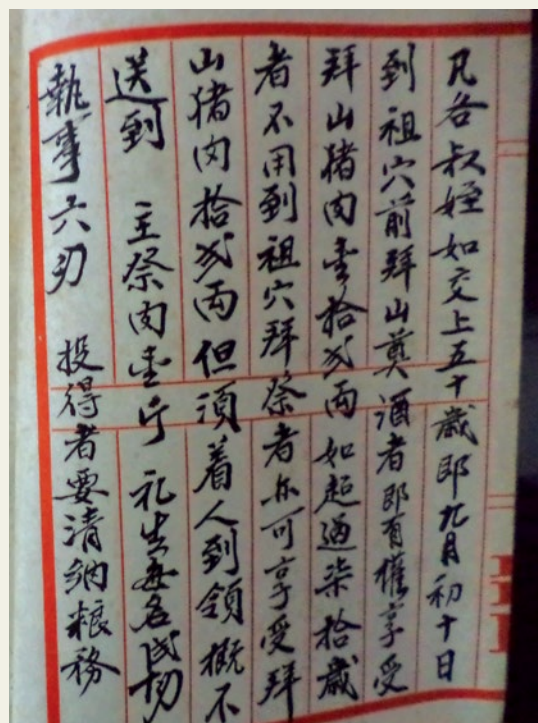 凡各叔姪如交上五十歲即九月初十日
到祖穴前拜山奠酒者即有權享受
拜山猪肉壹拾弍両如超過柒拾歲
者不用到祖穴拜祭者亦可享受拜
山猪肉拾弍両但須着人到領概不
送到 主祭肉壹斤 礼生每名
執事六 投得者要清納粮務